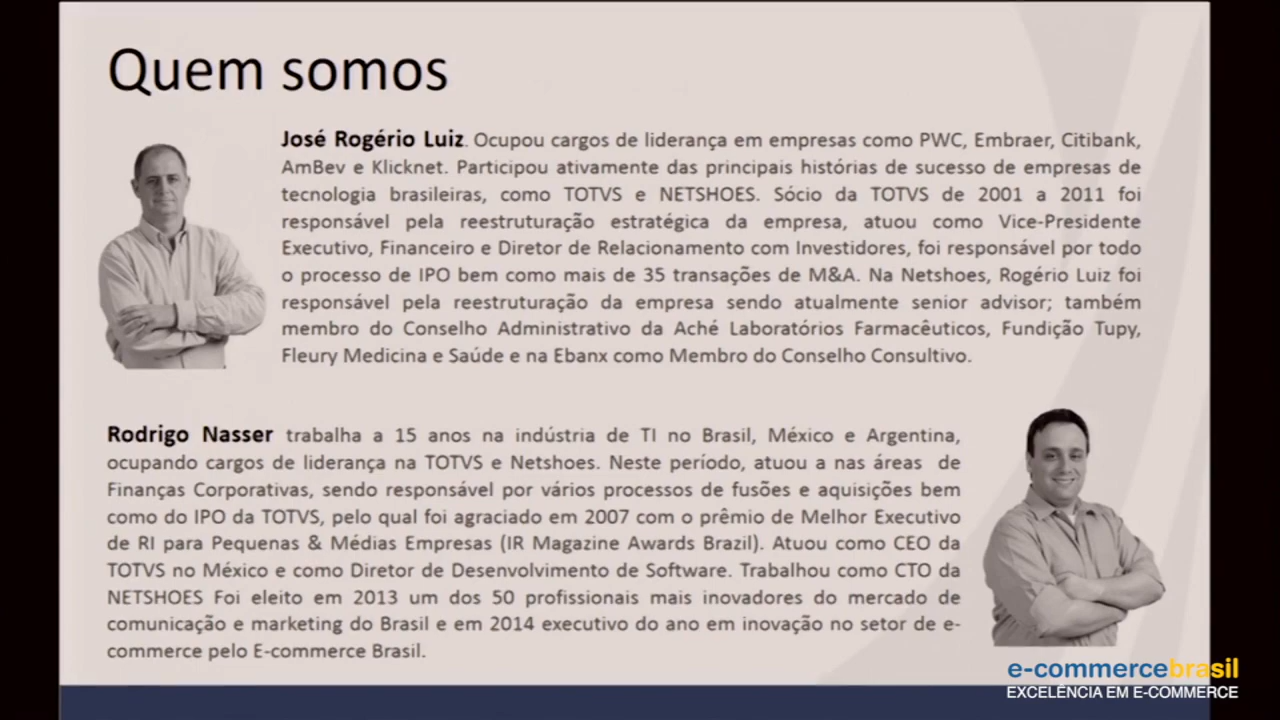 Quem somos
José Rogério Luiz. Ocupou cargos de liderança em empresas como PWC, Embraer, Citibank,
AmBev e Klicknet. Participou ativamente das principais histórias de sucesso de empresas de
tecnologia brasileiras, como TOTVS e NETSHOES. Sócio da TOTVS de 2001 a 2011 foi
responsável pela reestruturação estratégica da empresa, atuou como Vice-Presidente
Executivo, Financeiro e Diretor de Relacionamento com Investidores, foi responsável por todo
o processo de IPO bem como mais de 35 transações de M&A. Na Netshoes, Rogério Luiz foi
responsável pela reestruturação da empresa sendo atualmente senior advisor; também
membro do Conselho Administrativo da Aché Laboratórios Farmacêuticos, Fundição Tupy,
Fleury Medicina e Saúde e na Ebanx como Membro do Conselho Consultivo.
Rodrigo Nasser trabalha a 15 anos na indústria de TI no Brasil, México e Argentina,
ocupando cargos de liderança na TOTVS e Netshoes. Neste período, atuou a nas áreas de
Finanças Corporativas, sendo responsável por vários processos de fusões e aquisições bem
como do IPO da TOTVS, pelo qual foi agraciado em 2007 com o prêmio de Melhor Executivo
de RI para Pequenas & Médias Empresas (IR Magazine Awards Brazil). Atuou como CEO da
TOTVS no México e como Diretor de Desenvolvimento de Software. Trabalhou como CTO da
NETSHOES Foi eleito em 2013 um dos 50 profissionais mais inovadores do mercado de
comunicação e marketing do Brasil e em 2014 executivo do ano em inovação no setor de e-
commerce pelo E-commerce Brasil.
e-commercebrasil
EXCELÊNCIA EM E-COMMERCE